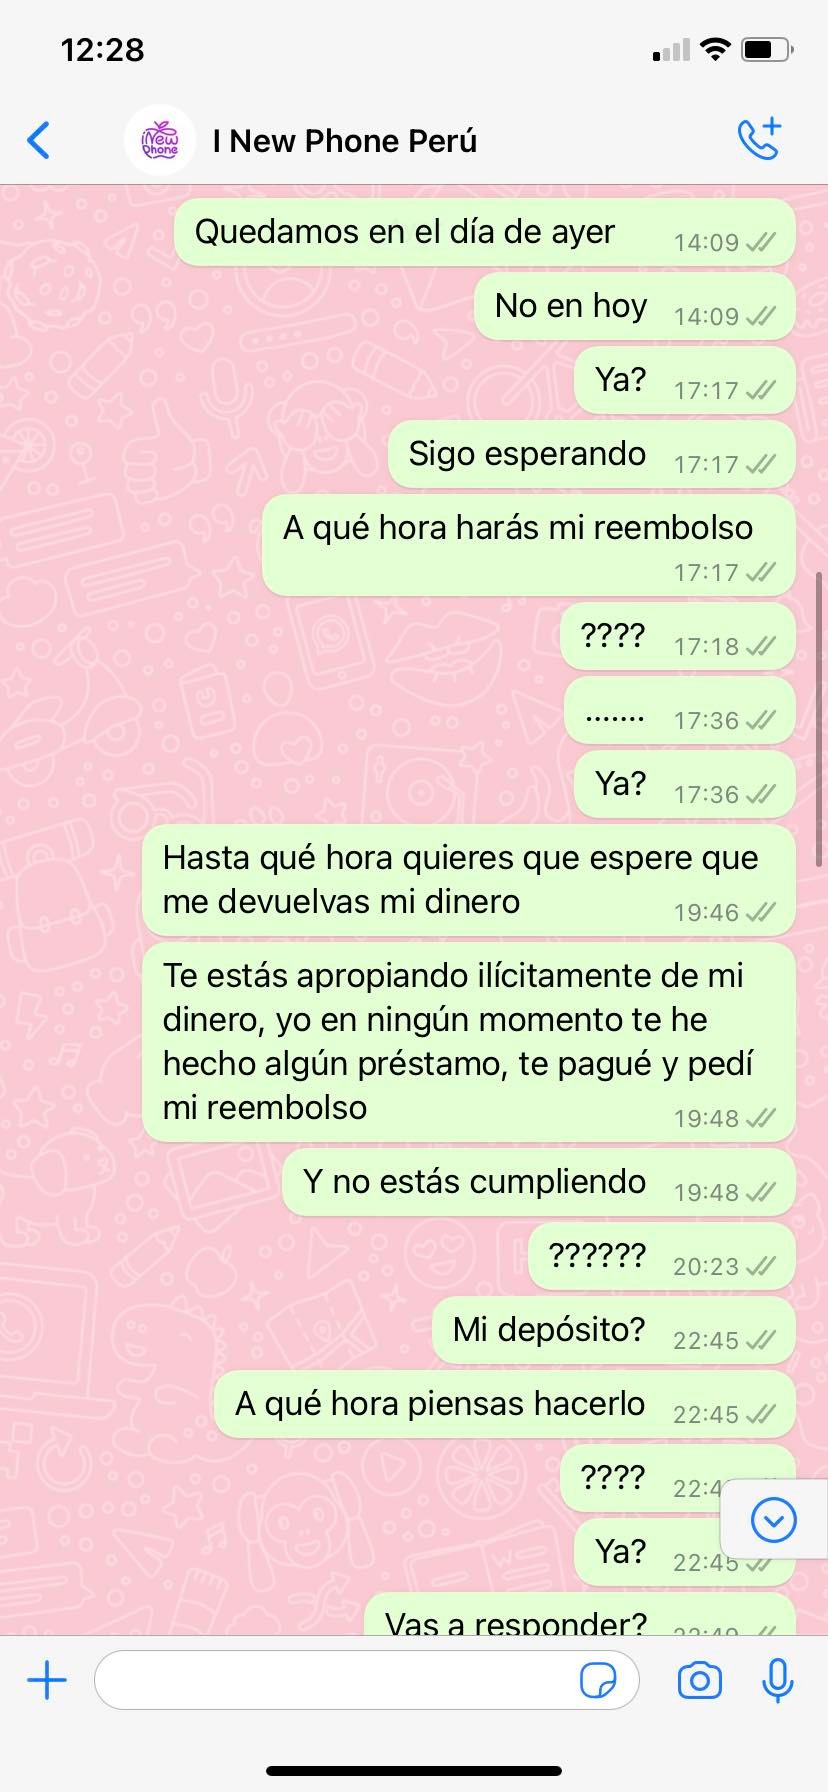 12:28
iNew
Phone
I New Phone Perú
Quedamos en el día de ayer 14:09
No en hoy 14:09
Ya? 17:17
Sigo esperando 17:17
A qué hora harás mi reembolso
17:17
???? 17:18
....... 17:36
Ya? 17:36
Hasta qué hora quieres que espere que
me devuelvas mi dinero 19:46
Te estás apropiando ilícitamente de mi
dinero, yo en ningún momento te he
hecho algún préstamo, te pagué y pedí
mi reembolso 19:48
Y no estás cumpliendo 19:48
?????? 20:23
Mi depósito? 22:45
A qué hora piensas hacerlo 22:45
????
Ya? 22:45
Vas a responder?